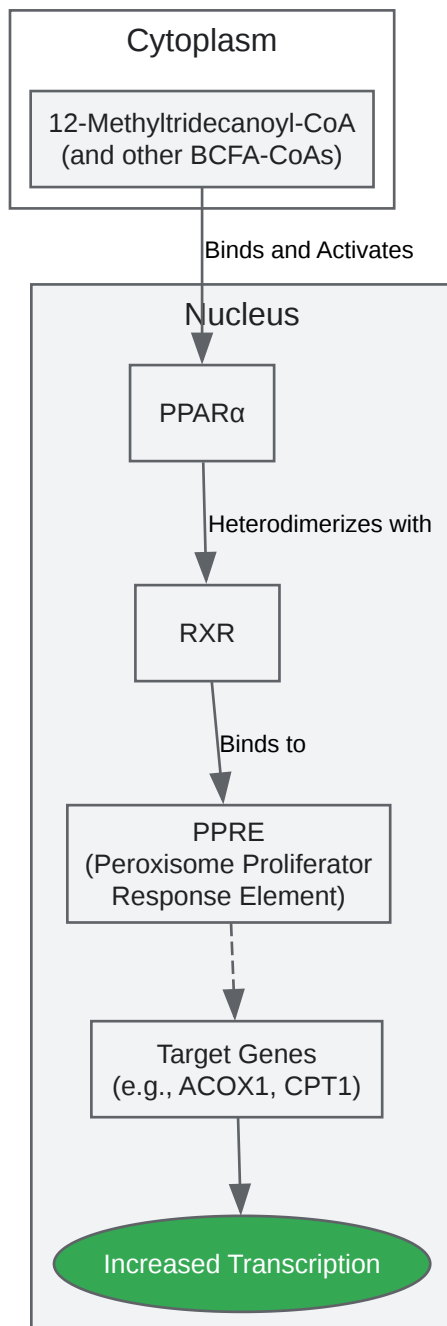 Cytoplasm
12-Methyltridecanoyl-CoA
(and other BCFA-CoAs)
Binds and Activates
Nucleus
PPARα
Heterodimerizes with
RXR
Binds to
PPRE
(Peroxisome Proliferator
Response Element)
Target Genes
(e.g., ACOX1, CPT1)
Increased Transcription